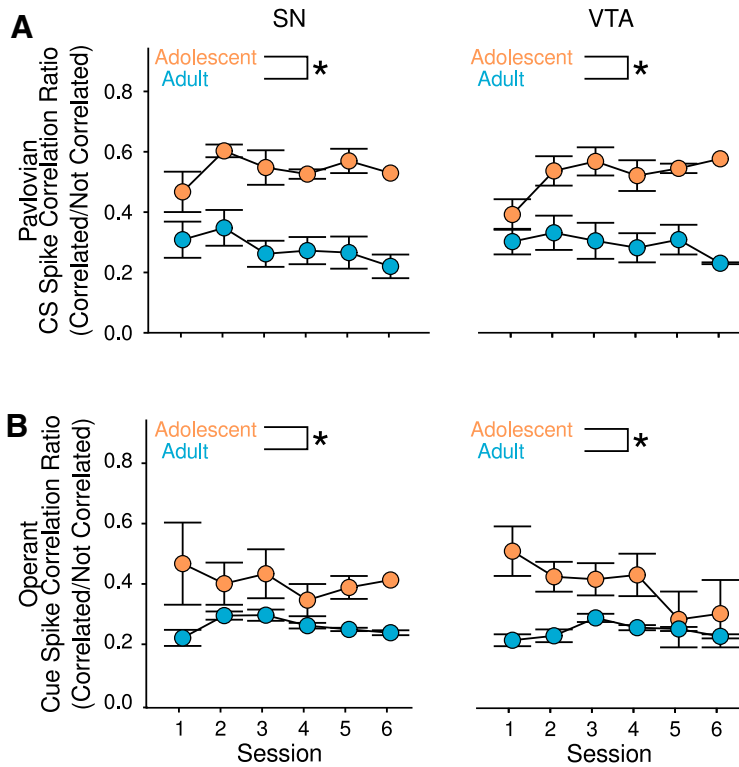 A
SN
VTA
Pavlovian
CS Spike Correlation Ratio
(Correlated/Not Correlated)
Adolescent
Adult
*
Adolescent
Adult
*
0.8
0.6
0.4
0.2
0.0
B
Operant
Cue Spike Correlation Ratio
(Correlated/Not Correlated)
Adolescent
Adult
*
Adolescent
Adult
*
0.8
0.6
0.4
0.2
0.0
1 2 3 4 5 6
1 2 3 4 5 6
Session
Session